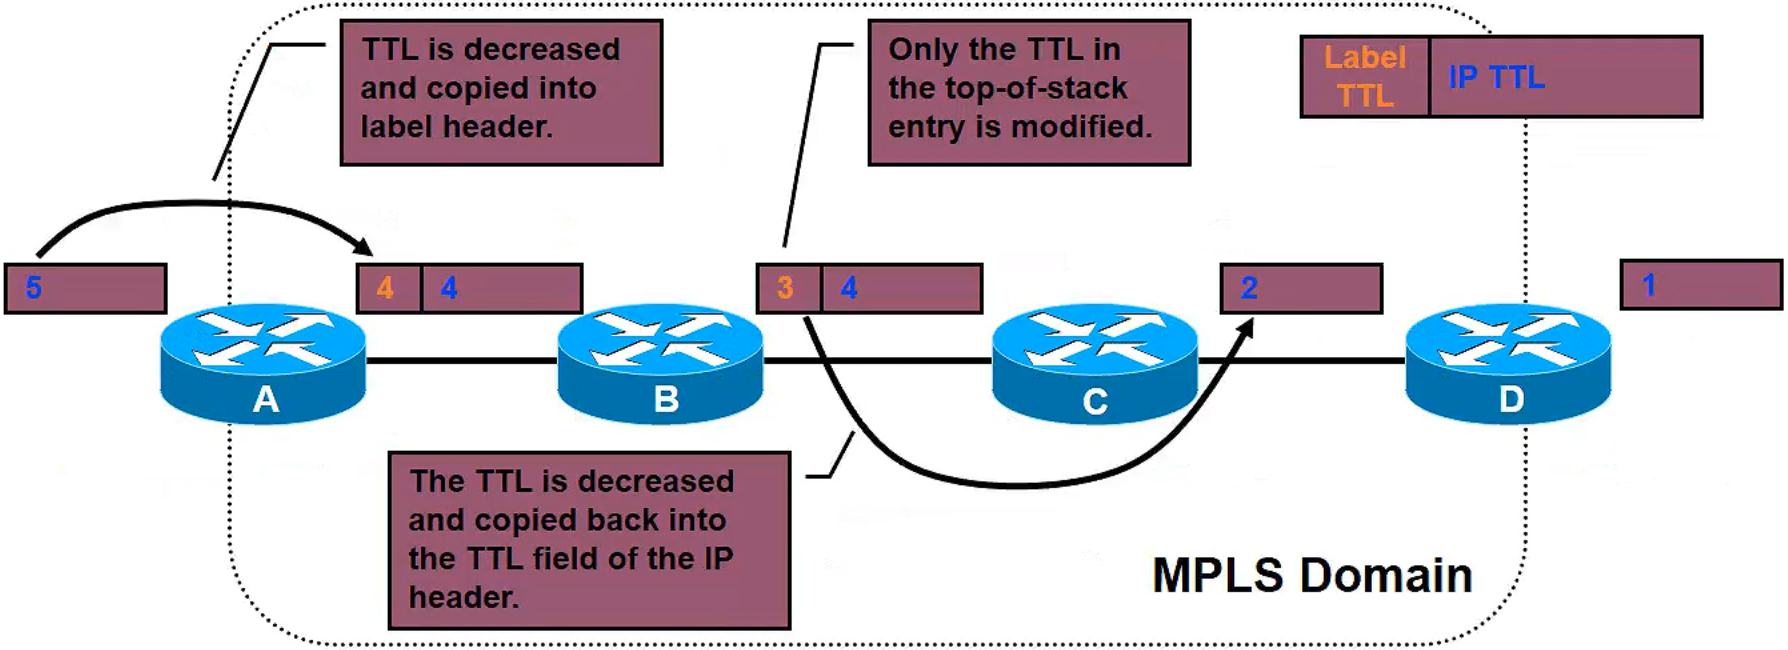 TTL is decreased
and copied into
label header.
Only the TTL in
the top-of-stack
entry is modified.
Label
TTL
IP TTL
5
4
4
3
4
2
1
A
B
C
D
The TTL is decreased
and copied back into
the TTL field of the IP
header.
MPLS Domain